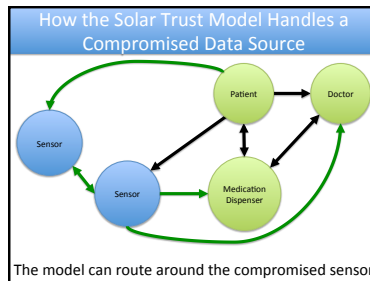 How the Solar Trust Model Handles a
Compromised Data Source
Patient
Doctor
Sensor
Sensor
Medication
Dispenser
The model can route around the compromised sensor